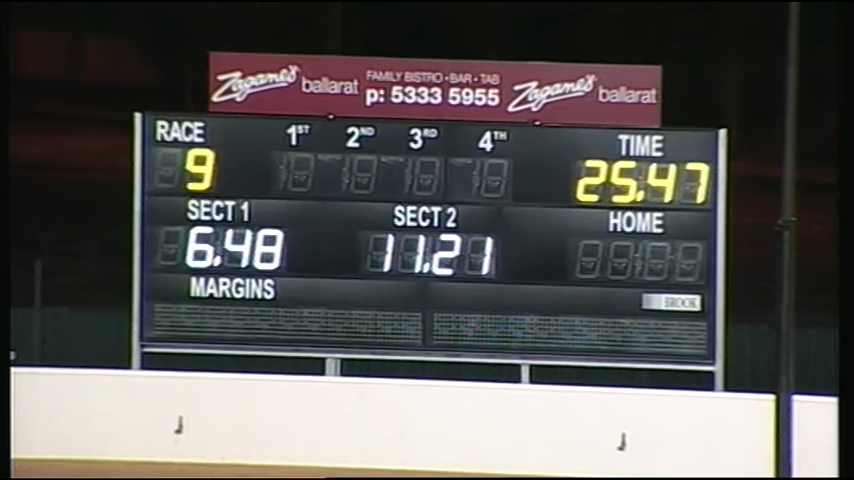 Zagame's ballarat FAMILY BISTRO • BAR • TAB Zagame's ballarat
p: 5333 5955
RACE 1ST 2ND 3RD 4TH TIME
9 25.47
SECT 1 SECT 2 HOME
6.48 11.21
MARGINS
BROOK